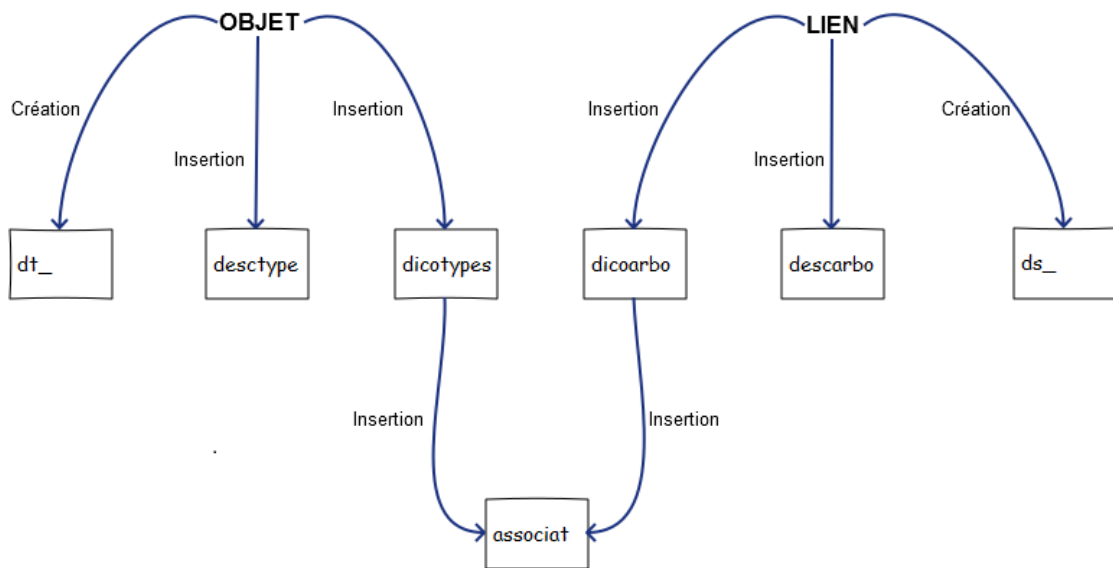 OBJET
LIEN
Création
Insertion
Insertion
Création
Insertion
Insertion
dt_
desctype
dicotypes
dicoarbo
descarbo
ds_
Insertion
Insertion
.
associat